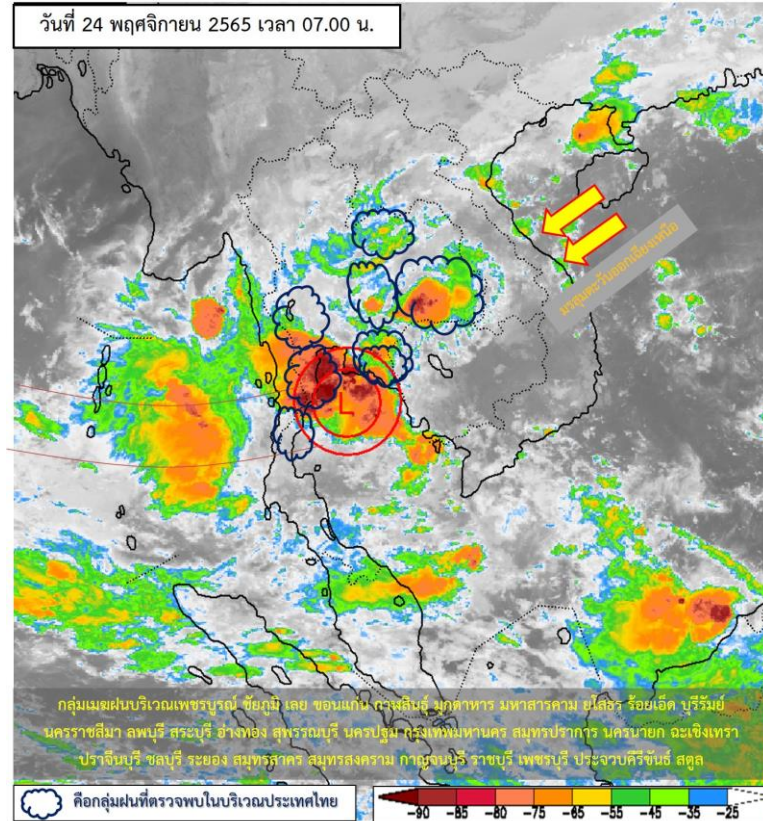 วันที่ 24 พฤศจิกายน 2565 เวลา 07.00 น.
มรสุมตะวันออกเฉียงเหนือ
L
กลุ่มเมฆฝนบริเวณเพชรบูรณ์ ชัยภูมิ เลย ขอนแก่น กาฬสินธุ์ มุกดาหาร มหาสารคาม ยโสธร ร้อยเอ็ด บุรีรัมย์
นครราชสีมา ลพบุรี สระบุรี อ่างทอง สุพรรณบุรี นครปฐม กรุงเทพมหานคร สมุทรปราการ นครนายก ฉะเชิงเทรา
ปราจีนบุรี ชลบุรี ระยอง สมุทรสาคร สมุทรสงคราม กาญจนบุรี ราชบุรี เพชรบุรี ประจวบคีรีขันธ์ สตูล
คือกลุ่มฝนที่ตรวจพบในบริเวณประเทศไทย
-90 -85 -80 -75 -65 -55 -45 -35 -25